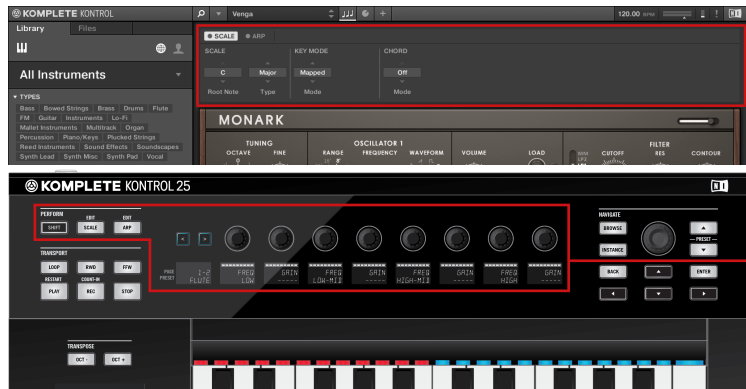 KOMPLETE KONTROL
Venga
120.00 BPM
Library Files
SCALE ARP
SCALE KEY MODE CHORD
C Major Mapped Off
Root Note Type Mode Mode
All Instruments
TYPES
Bass Bowed Strings Brass Drums Flute
FM Guitar Instruments Lo-Fi
Mallet Instruments Multitrack Organ
Percussion Piano/Keys Plucked Strings
Reed Instruments Sound Effects Soundscapes
Synth Lead Synth Misc Synth Pad Vocal
MONARK
TUNING OSCILLATOR 1 FILTER
OCTAVE FINE RANGE FREQUENCY WAVEFORM VOLUME LOAD CUTOFF RES CONTOUR
KOMPLETE KONTROL 25
PERFORM EDIT EDIT
SHIFT SCALE ARP
TRANSPORT
LOOP RWD FFW
RESTART COUNT-IN
PLAY REC STOP
PAGE
PRESET
1-2
FLUTE
FREQ GAIN FREQ GAIN FREQ GAIN FREQ GAIN
LOW ----- LOW-MID ----- HIGH-MID ----- HIGH -----
NAVIGATE
BROWSE
PRESET
INSTANCE
BACK ENTER
TRANSPOSE
OCT - OCT +